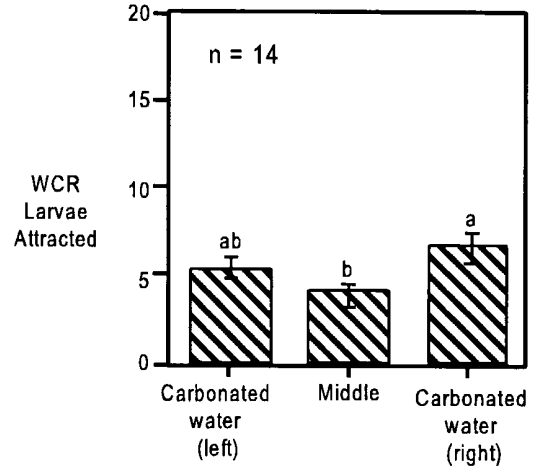 20
n = 14
15
WCR
Larvae
Attracted
10
5
0
ab
b
a
Carbonated
water
(left)
Middle
Carbonated
water
(right)